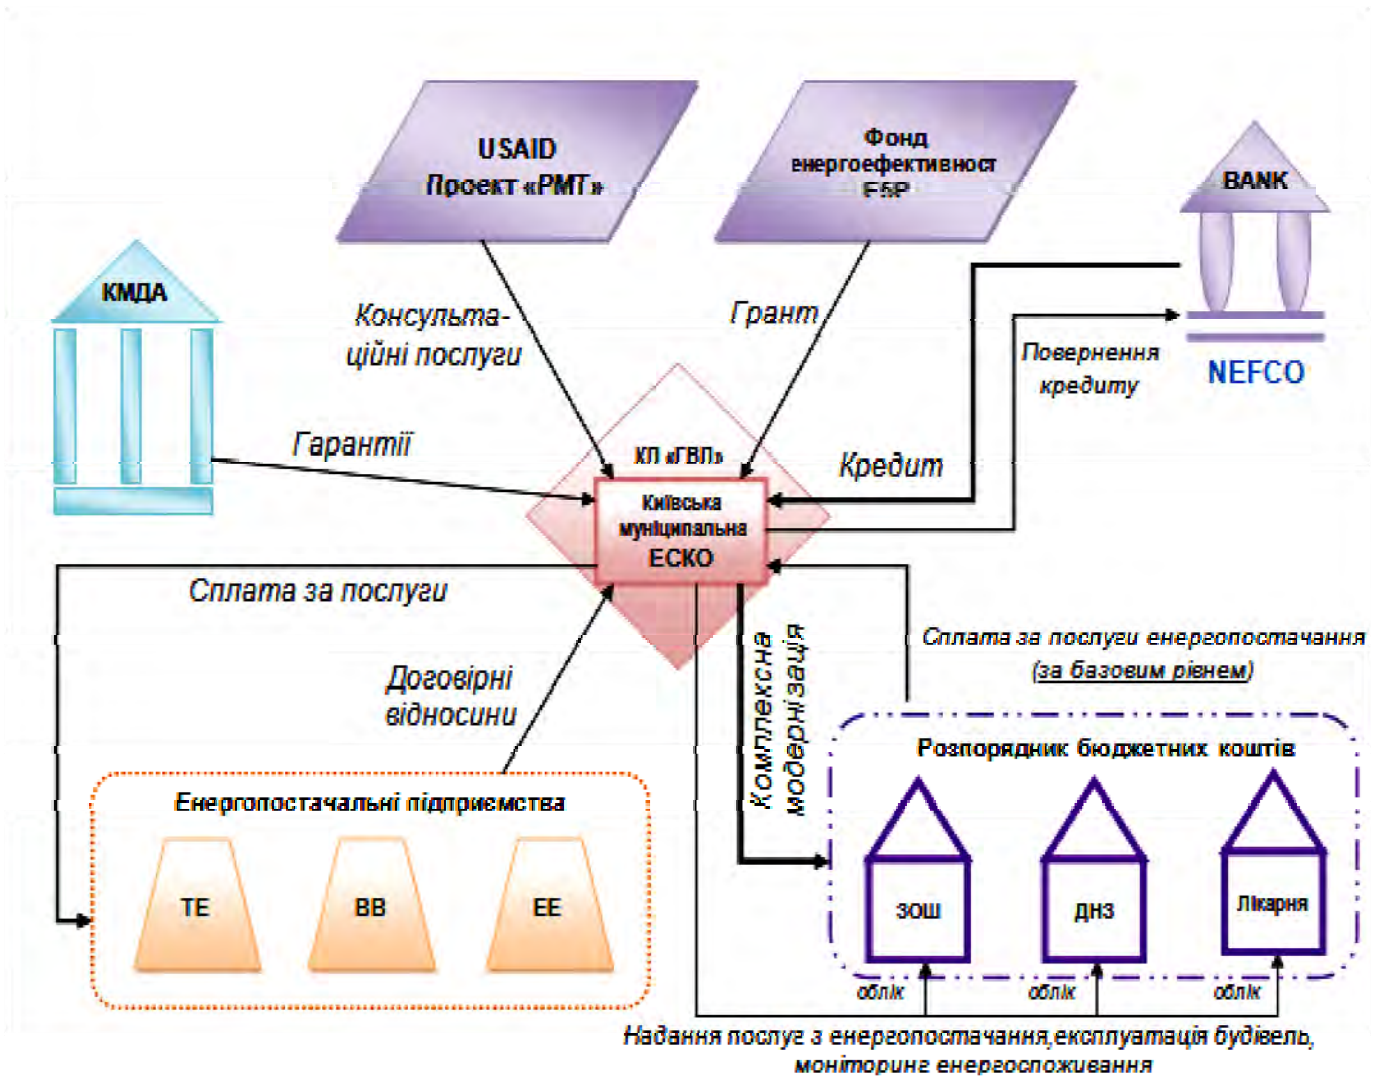 USAID
Проект «РМТ»
Фонд
енергоефективност
E5P
BANK
NEFCO
КМДА
Консульта-
ційні послуги
Грант
Повернення
кредиту
Гарантії
КП «ГВП»
Кредит
Київська
муніципальна
ЕСКО
Сплата за послуги
Договірні
відносини
Комплексна
модернізація
Сплата за послуги енергопостачання
(за базовим рівнем)
Розпорядник бюджетних коштів
Енергопостачальні підприємства
ТЕ
ВВ
ЕЕ
ЗОШ
ДНЗ
Лікарня
облік
облік
облік
Надання послуг з енергопостачання,експлуатація будівель,
моніторинг енергоспоживання